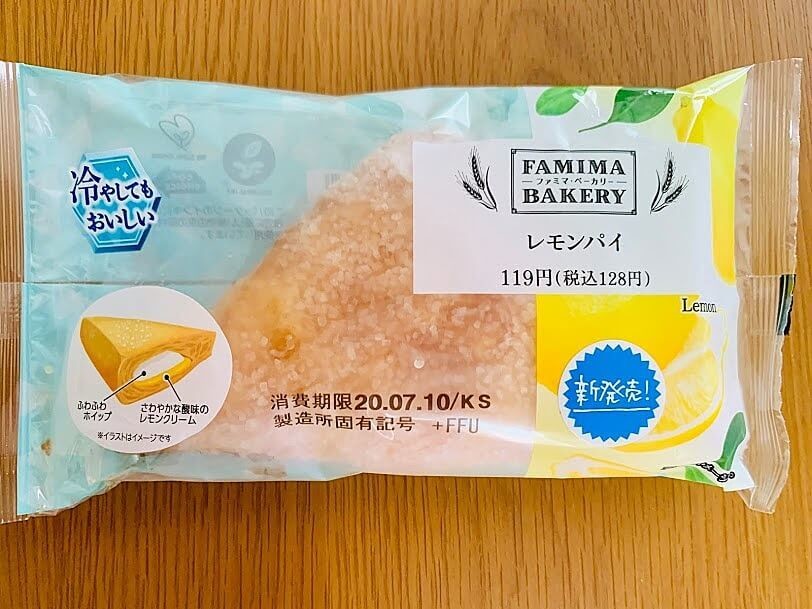 冷やしても
おいしい
FAMIMA
ファミマ・ベーカリー
BAKERY
レモンパイ
119円(税込128円)
Lemon
新発売!
ふわふわ
ホイップ
さわやかな酸味の
レモンクリーム
※イラストはイメージです
消費期限20.07.10/KS
製造所固有記号 +FFU